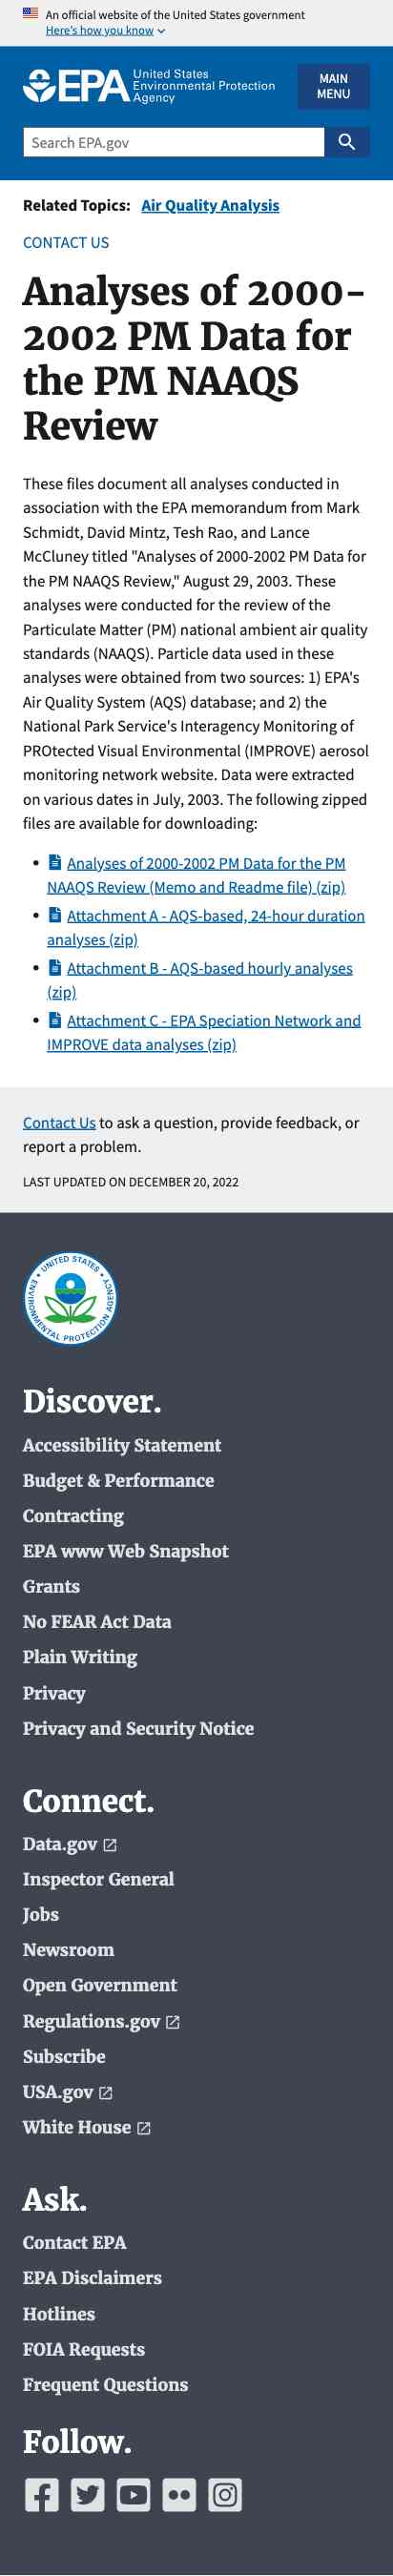 An official website of the United States government
Here's how you know
EPA United States
Environmental Protection
Agency
MAIN
MENU
Search EPA.gov
Related Topics: Air Quality Analysis
CONTACT US
Analyses of 2000-
2002 PM Data for
the PM NAAQS
Review
These files document all analyses conducted in
association with the EPA memorandum from Mark
Schmidt, David Mintz, Tesh Rao, and Lance
McCluney titled "Analyses of 2000-2002 PM Data for
the PM NAAQS Review," August 29, 2003. These
analyses were conducted for the review of the
Particulate Matter (PM) national ambient air quality
standards (NAAQS). Particle data used in these
analyses were obtained from two sources: 1) EPA's
Air Quality System (AQS) database; and 2) the
National Park Service's Interagency Monitoring of
PROtected Visual Environmental (IMPROVE) aerosol
monitoring network website. Data were extracted
on various dates in July, 2003. The following zipped
files are available for downloading:
• Analyses of 2000-2002 PM Data for the PM
NAAQS Review (Memo and Readme file) (zip)
• Attachment A - AQS-based, 24-hour duration
analyses (zip)
• Attachment B - AQS-based hourly analyses
(zip)
• Attachment C - EPA Speciation Network and
IMPROVE data analyses (zip)
Contact Us to ask a question, provide feedback, or
report a problem.
LAST UPDATED ON DECEMBER 20, 2022
UNITED STATES
ENVIRONMENTAL PROTECTION AGENCY
Discover.
Accessibility Statement
Budget & Performance
Contracting
EPA www Web Snapshot
Grants
No FEAR Act Data
Plain Writing
Privacy
Privacy and Security Notice
Connect.
Data.gov
Inspector General
Jobs
Newsroom
Open Government
Regulations.gov
Subscribe
USA.gov
White House
Ask.
Contact EPA
EPA Disclaimers
Hotlines
FOIA Requests
Frequent Questions
Follow.